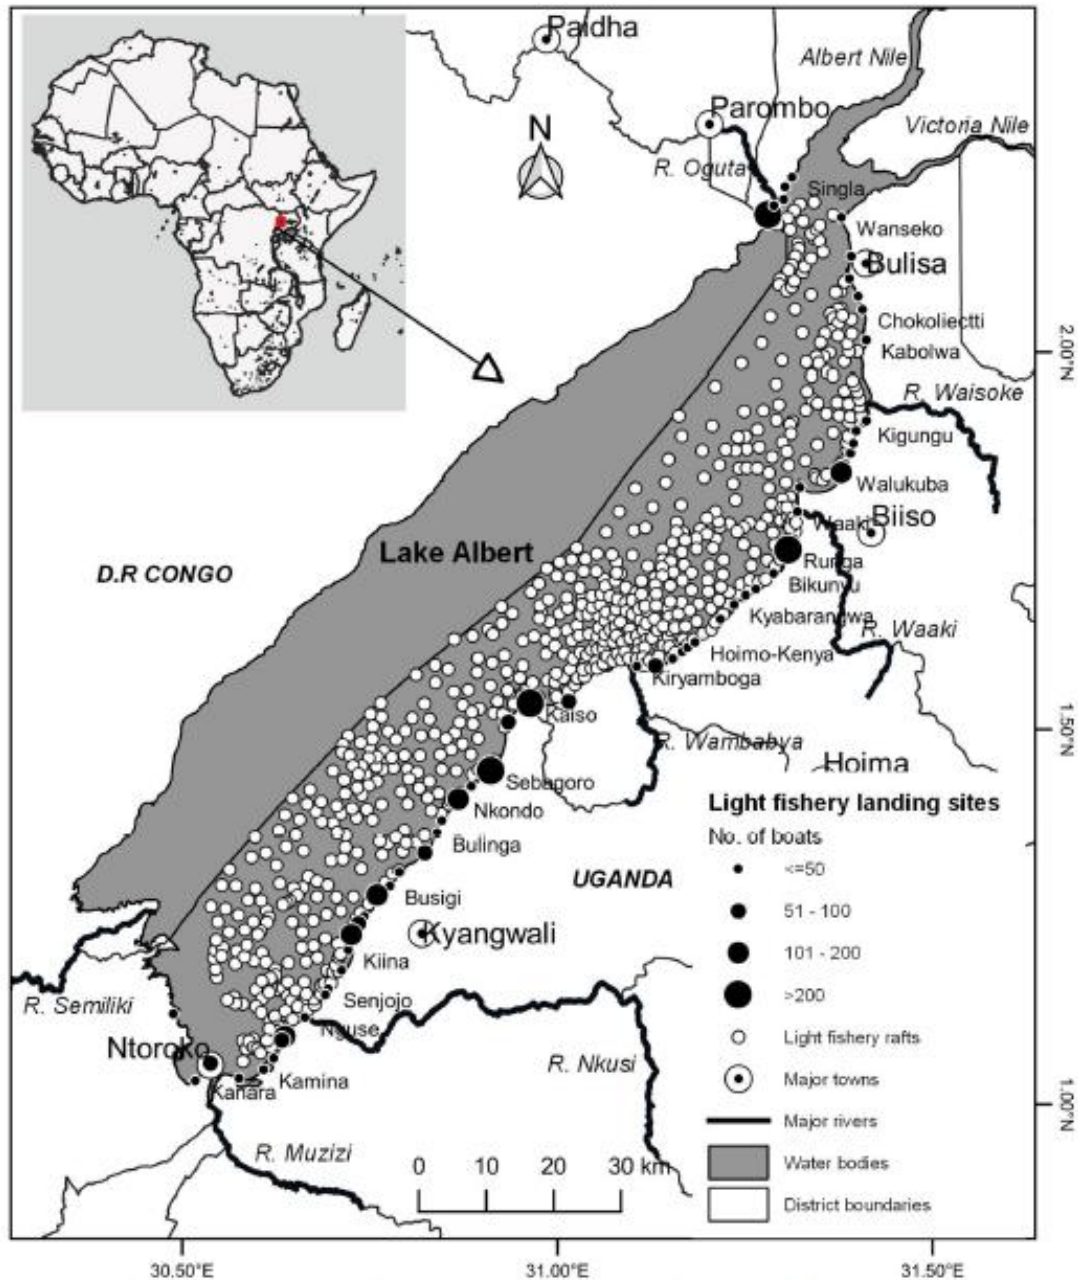 Paidha
Albert Nile
Parombo
Victoria Nile
N
R. Oguta
Singla
Wanseko
Bulisa
Chokoliectti
Kabolwa
2.00°N
R. Waisoke
Kigungu
Walukuba
Biiso
Waaki
Lake Albert
Runga
D.R CONGO
Bikunyu
Kyabarangwa
R. Waaki
Hoimo-Kenya
Kiryamboga
Kaiso
1.50°N
R. Wambabya
Hoima
Sebagoro
Nkondo
Bulinga
UGANDA
Busigi
Kyangwali
Kiina
Senjojo
R. Semiliki
Nguse
Ntoroko
R. Nkusi
Kamina
Kanara
R. Muzizi
0 10 20 30 km
Light fishery landing sites
No. of boats
<=50
51 - 100
101 - 200
>200
Light fishery rafts
Major towns
Major rivers
Water bodies
District boundaries
1.00°N
30.50°E 31.00°E 31.50°E